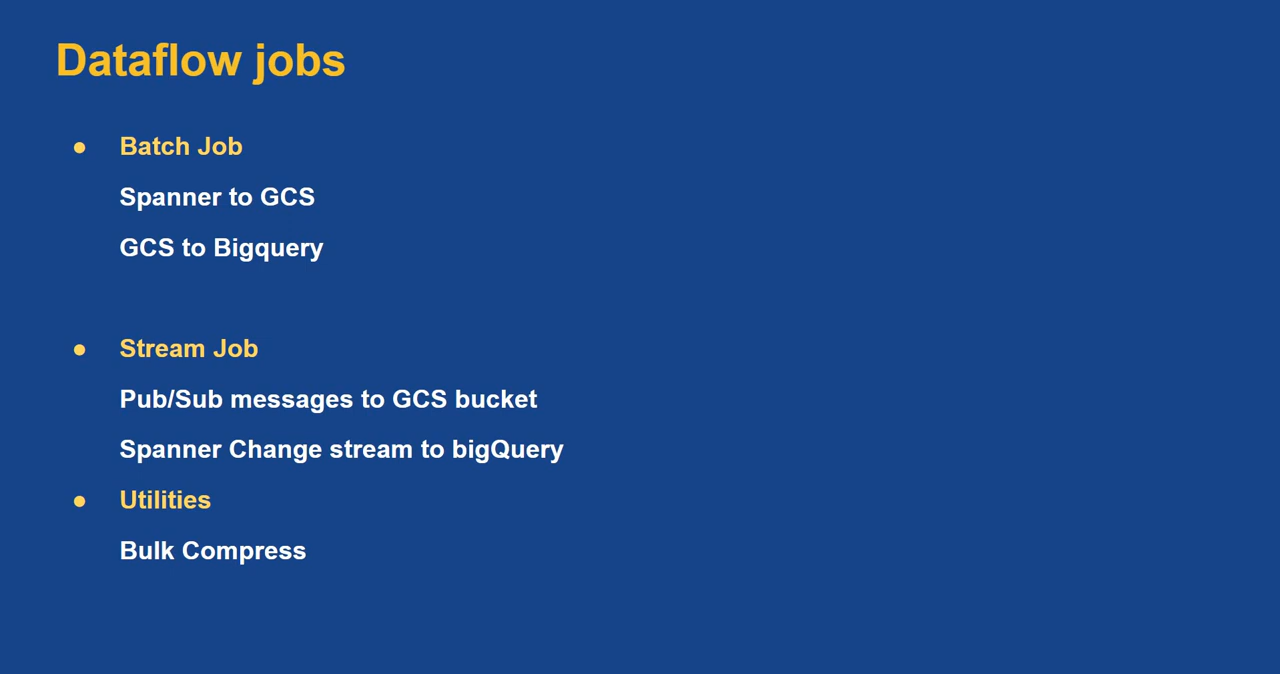 Dataflow jobs
● Batch Job
Spanner to GCS
GCS to Bigquery
● Stream Job
Pub/Sub messages to GCS bucket
Spanner Change stream to bigQuery
● Utilities
Bulk Compress